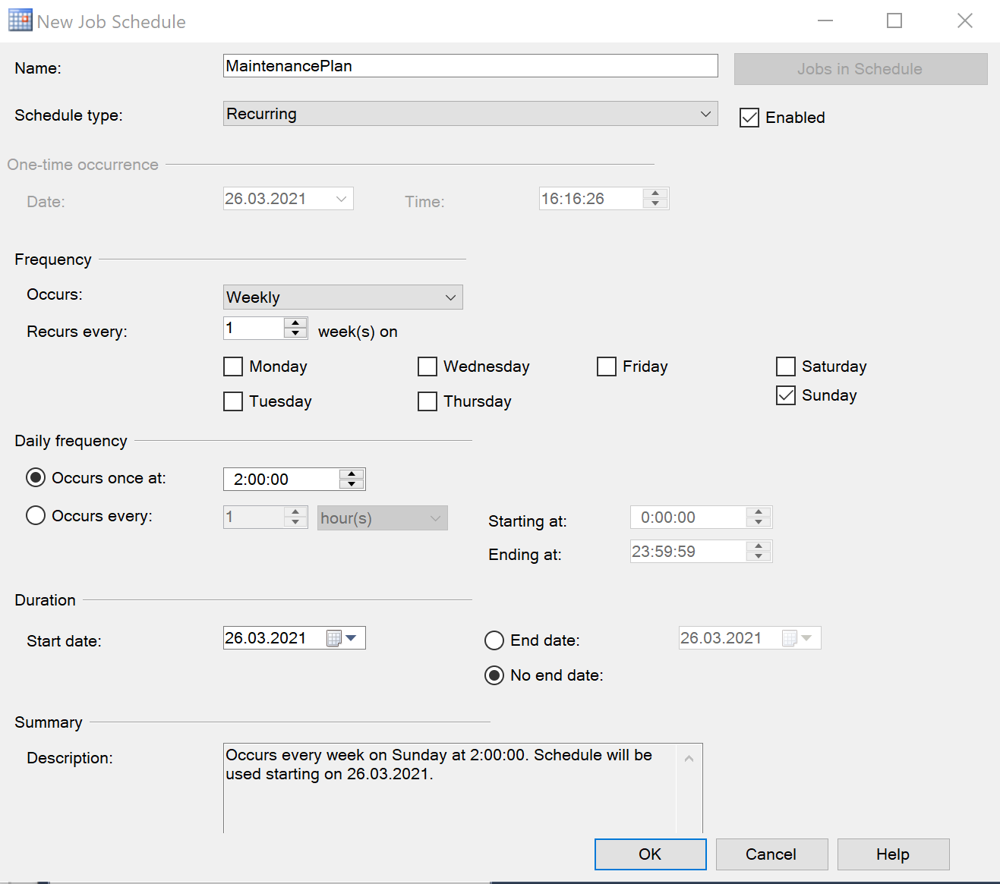 New Job Schedule
Name:
MaintenancePlan
Jobs in Schedule
Schedule type:
Recurring
Enabled
One-time occurrence
Date:
26.03.2021
Time:
16:16:26
Frequency
Occurs:
Weekly
Recurs every:
1
week(s) on
Monday
Wednesday
Friday
Saturday
Tuesday
Thursday
Sunday
Daily frequency
Occurs once at:
2:00:00
Occurs every:
1
hour(s)
Starting at:
0:00:00
Ending at:
23:59:59
Duration
Start date:
26.03.2021
End date:
26.03.2021
No end date:
Summary
Description:
Occurs every week on Sunday at 2:00:00. Schedule will be
used starting on 26.03.2021.
OK
Cancel
Help